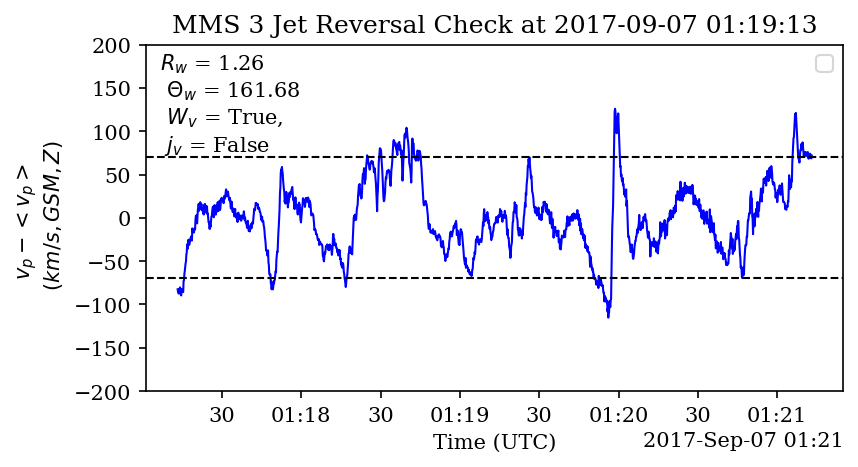 MMS 3 Jet Reversal Check at 2017-09-07 01:19:13
R_w = 1.26
Θ_w = 161.68
W_v = True,
j_v = False
v_p − < v_p >
(km/s, GSM, Z)
200
150
100
50
0
−50
−100
−150
−200
30 01:18 30 01:19 30 01:20 30 01:21
Time (UTC)
2017-Sep-07 01:21